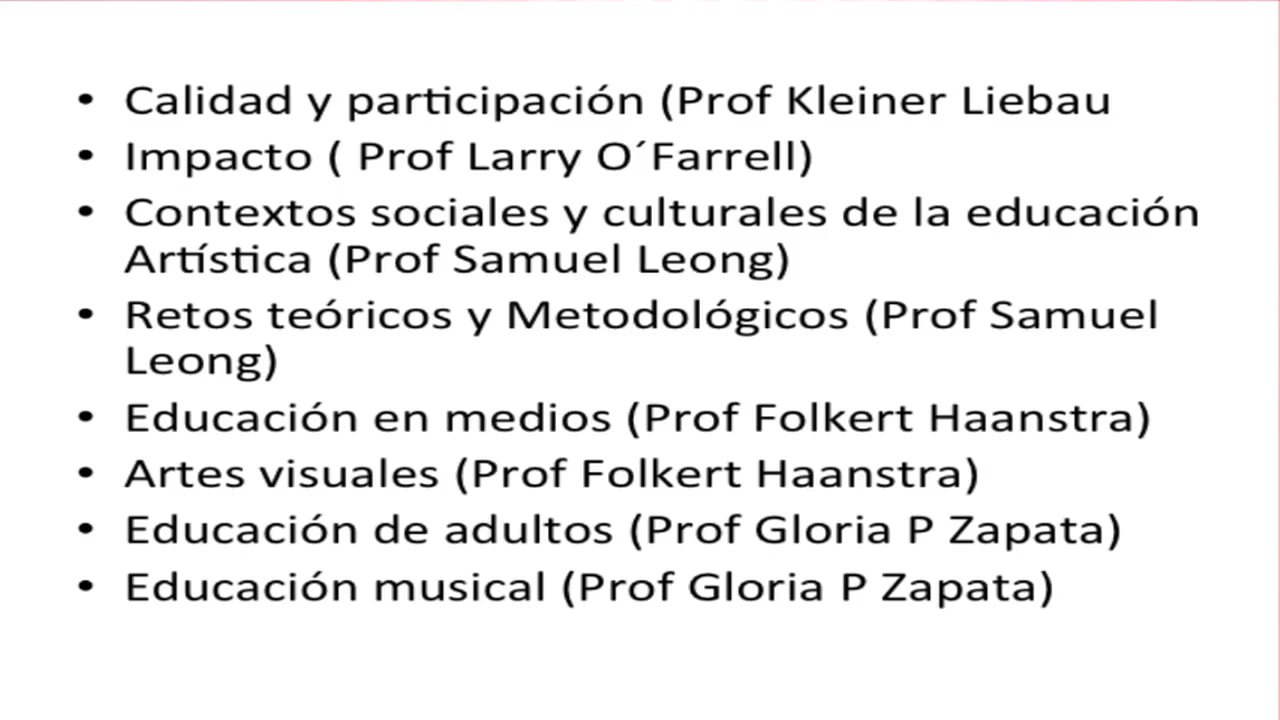 • Calidad y participación (Prof Kleiner Liebau
• Impacto ( Prof Larry O´Farrell)
• Contextos sociales y culturales de la educación
Artística (Prof Samuel Leong)
• Retos teóricos y Metodológicos (Prof Samuel
Leong)
• Educación en medios (Prof Folkert Haanstra)
• Artes visuales (Prof Folkert Haanstra)
• Educación de adultos (Prof Gloria P Zapata)
• Educación musical (Prof Gloria P Zapata)